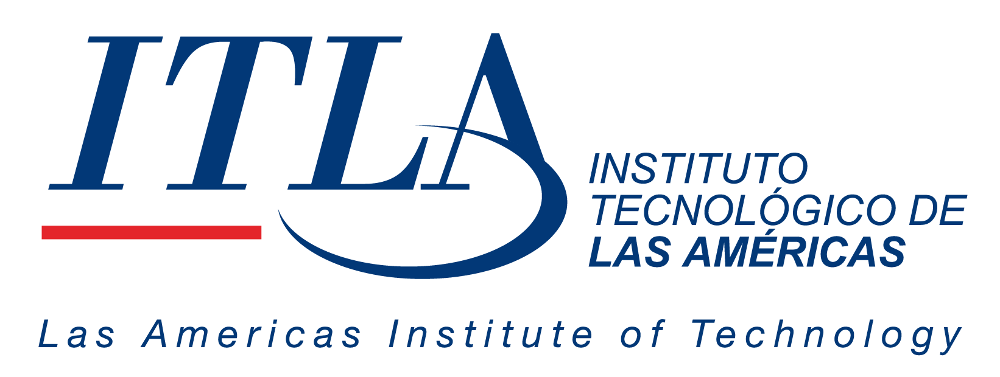 ITLA
INSTITUTO
TECNOLÓGICO DE
LAS AMÉRICAS
Las Americas Institute of Technology